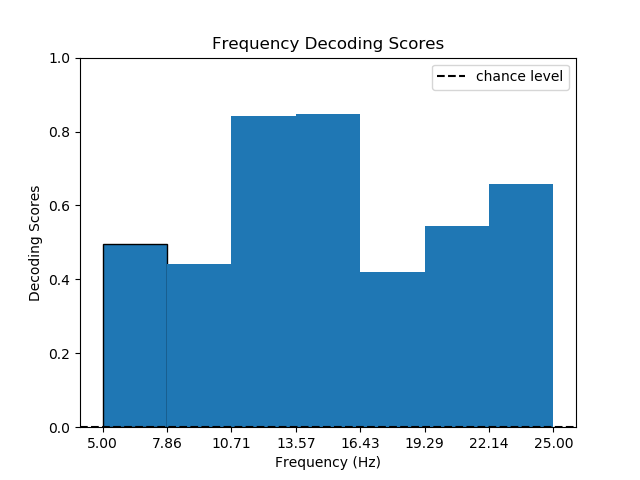 Frequency Decoding Scores
1.0
chance level
0.8
0.6
Decoding Scores
0.4
0.2
0.0
5.00 7.86 10.71 13.57 16.43 19.29 22.14 25.00
Frequency (Hz)